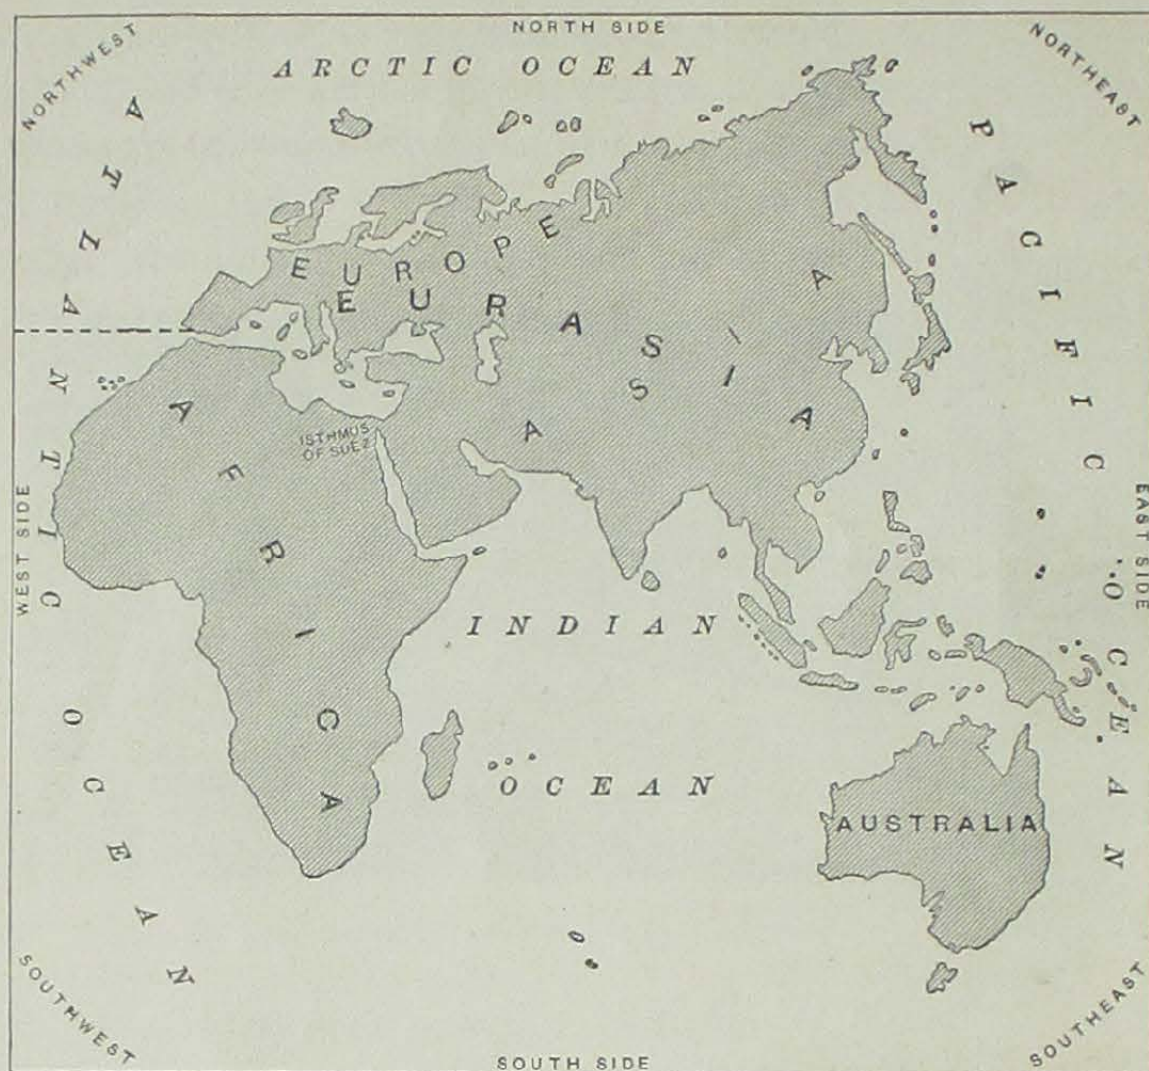 NORTH SIDE
NORTHWEST
NORTHEAST
ARCTIC OCEAN
ATLANTIC OCEAN
PACIFIC OCEAN
EUROPE
EURASIA
ASIA
ISTHMUS
OF SUEZ
AFRICA
WEST SIDE
EAST SIDE
INDIAN
OCEAN
AUSTRALIA
SOUTHWEST
SOUTHEAST
SOUTH SIDE